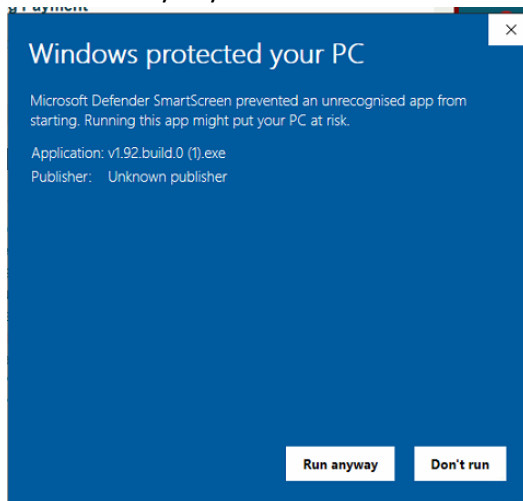 g Payment
Windows protected your PC
Microsoft Defender SmartScreen prevented an unrecognised app from
starting. Running this app might put your PC at risk.
Application: v1.92.build.0 (1).exe
Publisher: Unknown publisher
Run anyway
Don't run